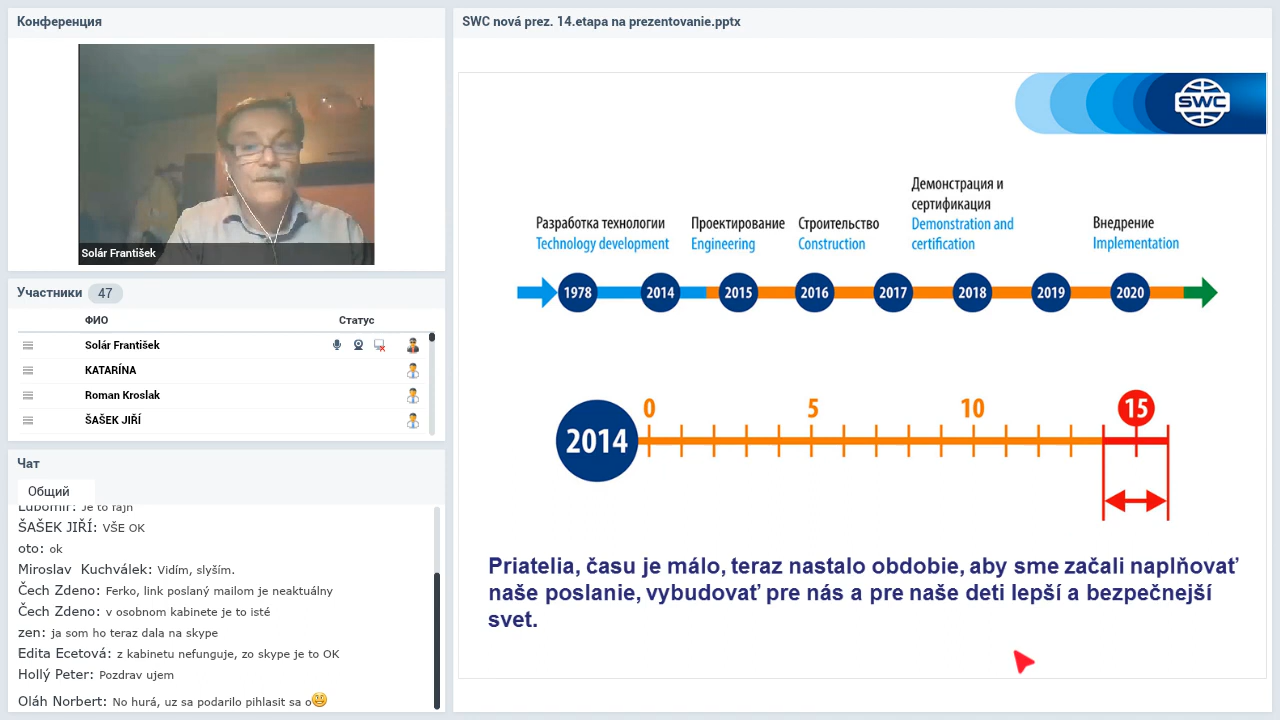 Конференция
Solár František
Участники 47
ФИО Статус
Solár František
KATARÍNA
Roman Kroslak
ŠAŠEK JIŘÍ
Чат
Общий
Ľubomír: Je to fajn
ŠAŠEK JIŘÍ: VŠE OK
oto: ok
Miroslav Kuchválek: Vidím, slyším.
Čech Zdeno: Ferko, link poslaný mailom je neaktuálny
Čech Zdeno: v osobnom kabinete je to isté
zen: ja som ho teraz dala na skype
Edita Ecetová: z kabinetu nefunguje, zo skype je to OK
Hollý Peter: Pozdrav ujem
Oláh Norbert: No hurá, uz sa podarilo pihlasit sa o
SWC nová prez. 14.etapa na prezentovanie.pptx
SWC
Разработка технологии
Technology development
Проектирование
Engineering
Строительство
Construction
Демонстрация и
сертификация
Demonstration and
certification
Внедрение
Implementation
1978 2014 2015 2016 2017 2018 2019 2020
0 5 10 15
2014
Priatelia, času je málo, teraz nastalo obdobie, aby sme začali naplňovať
naše poslanie, vybudovať pre nás a pre naše deti lepší a bezpečnejší
svet.